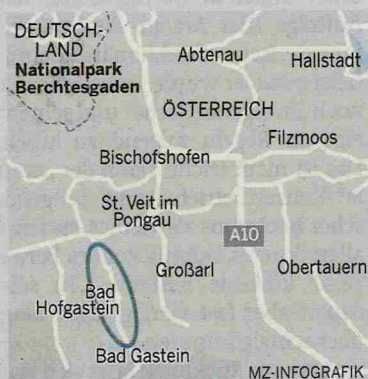 DEUTSCH-
LAND
Nationalpark
Berchtesgaden
Abtenau
Hallstadt
ÖSTERREICH
Filzmoos
Bischofshofen
St. Veit im
Pongau
A10
Großarl
Obertauern
Bad
Hofgastein
Bad Gastein
MZ-INFOGRAFIK